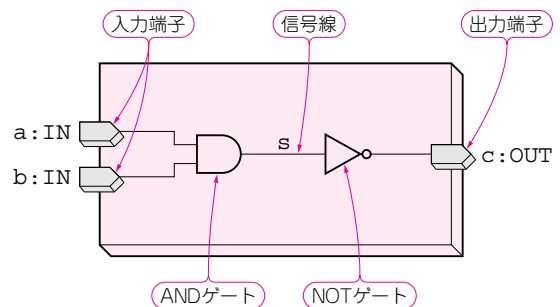 入力端子
信号線
出力端子
a:IN
b:IN
s
c:OUT
ANDゲート
NOTゲート